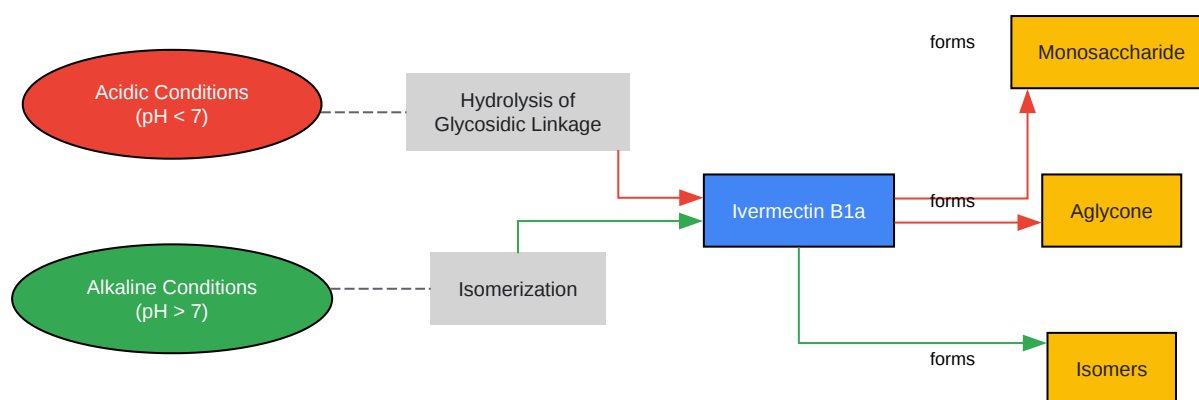 forms
Monosaccharide
Acidic Conditions
(pH < 7)
Hydrolysis of
Glycosidic Linkage
Ivermectin B1a
forms
Aglycone
Alkaline Conditions
(pH > 7)
Isomerization
forms
Isomers